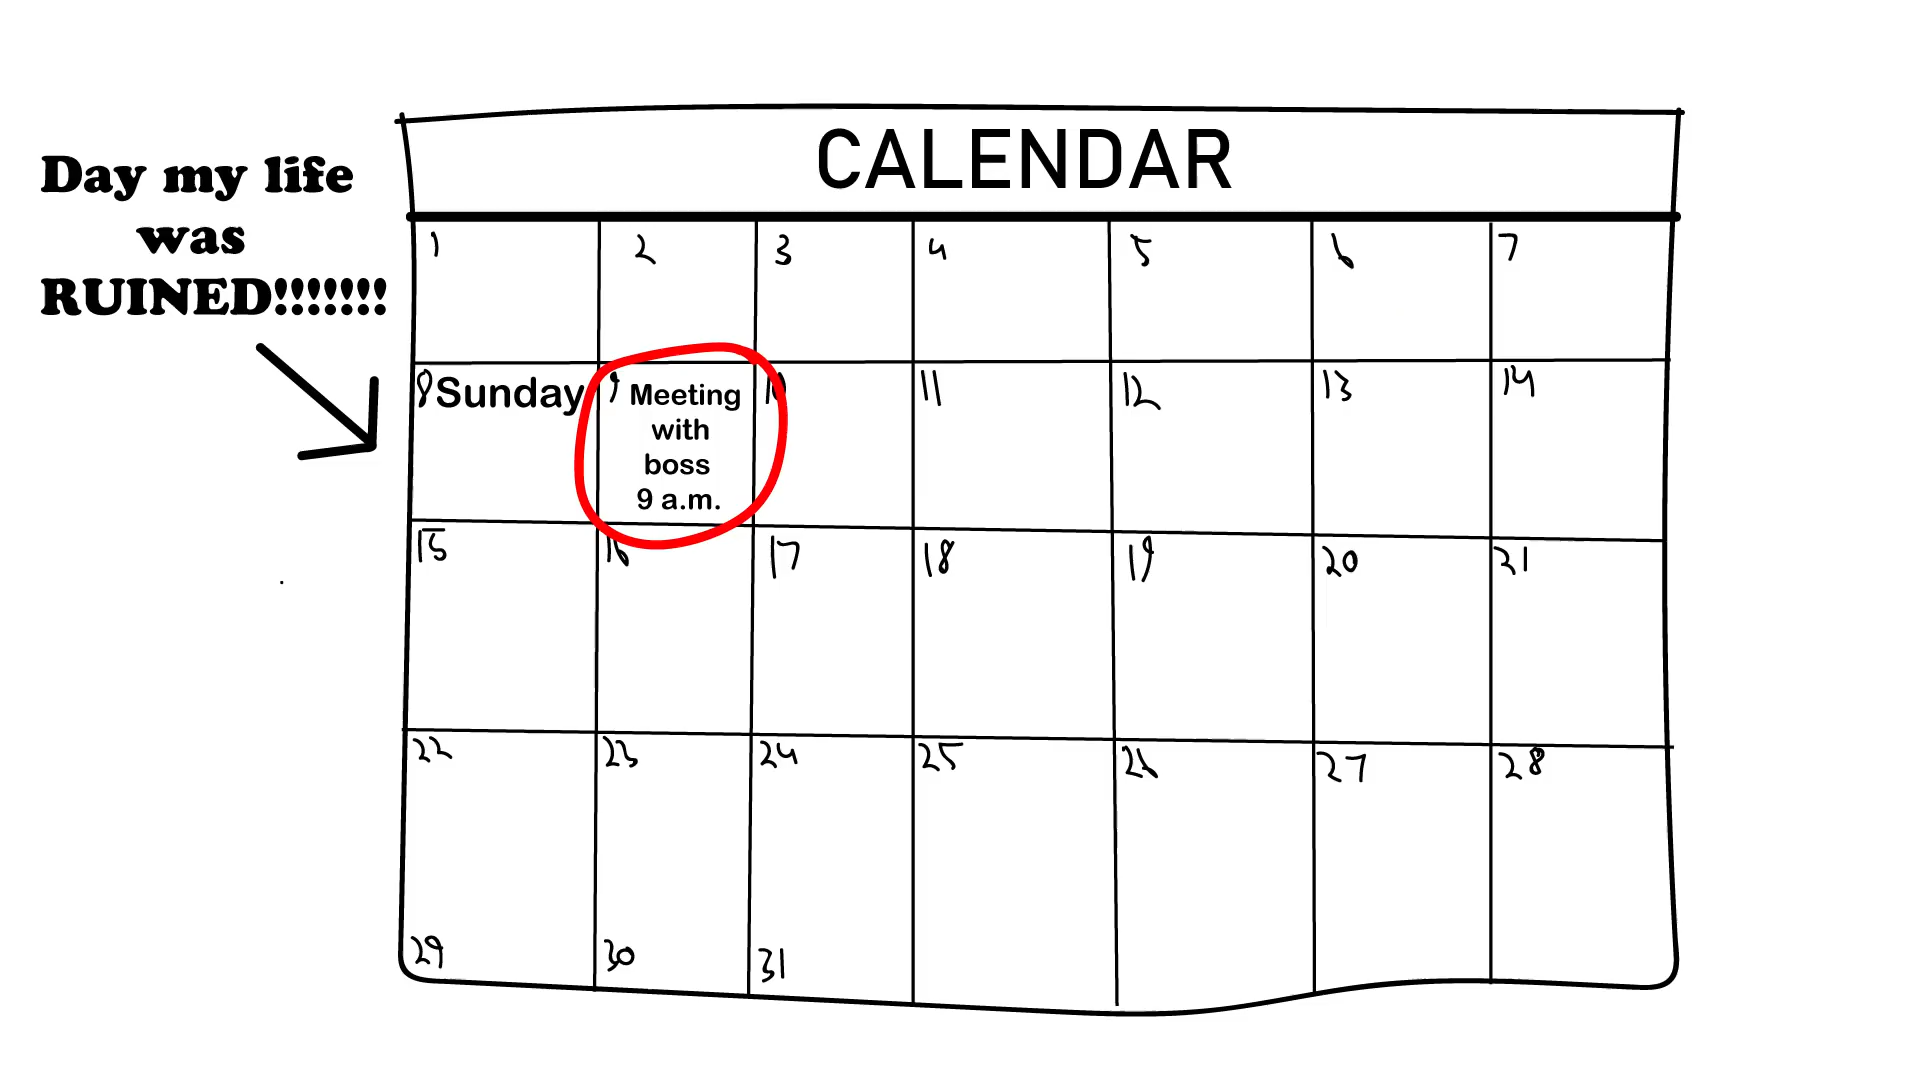 CALENDAR
Day my life
was
RUINED!!!!!!!
1 2 3 4 5 6 7
8 Sunday 9 Meeting 10 11 12 13 14
with
boss
9 a.m.
15 16 17 18 19 20 21
22 23 24 25 26 27 28
29 30 31